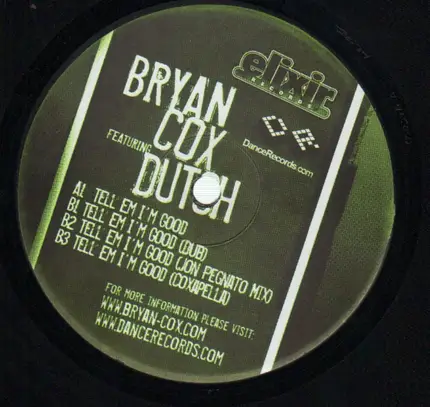 elixir
BRYAN
COX
FEATURING
DUTCH
DanceRecords.com
A1. TELL EM I'M GOOD
B1 TELL EM I'M GOOD (DUB)
B2 TELL EM I'M GOOD (JON PEGNATO MIX)
B3 TELL EM I'M GOOD (COXAPELLA)
FOR MORE INFORMATION PLEASE VISIT:
WWW.BRYAN-COX.COM
WWW.DANCERECORDS.COM